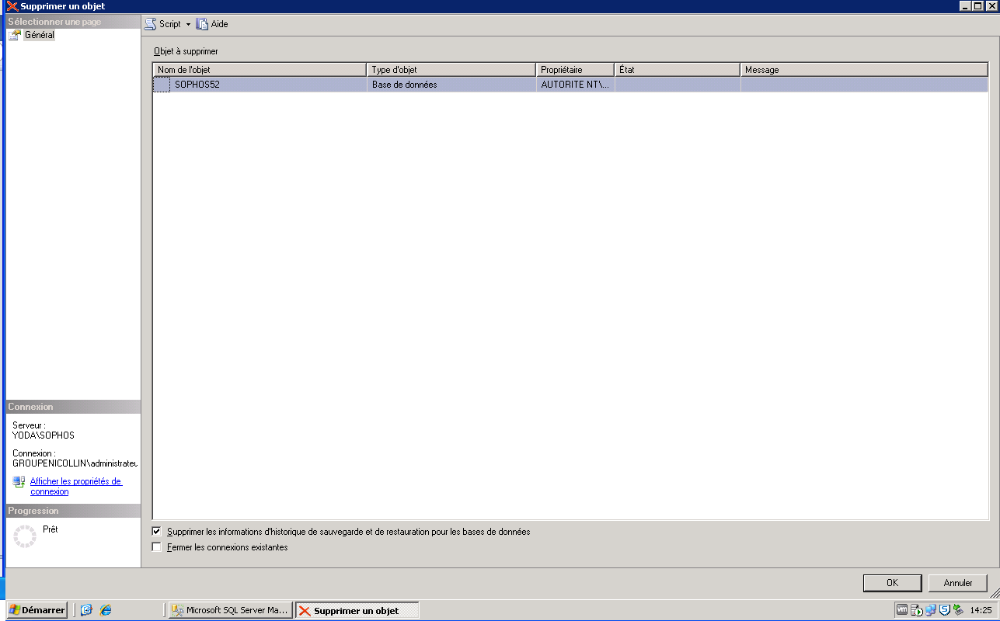 Supprimer un objet
Sélectionner une page
Général
Script
Aide
Objet à supprimer
Nom de l'objet Type d'objet Propriétaire État Message
SOPHOS52 Base de données AUTORITE NT\...
Connexion
Serveur :
YODA\SOPHOS
Connexion :
GROUPENICOLLIN\administrateu
Afficher les propriétés de
connexion
Progression
Prêt
Supprimer les informations d'historique de sauvegarde et de restauration pour les bases de données
Fermer les connexions existantes
OK Annuler
Démarrer Microsoft SQL Server Ma... Supprimer un objet vm 14:25